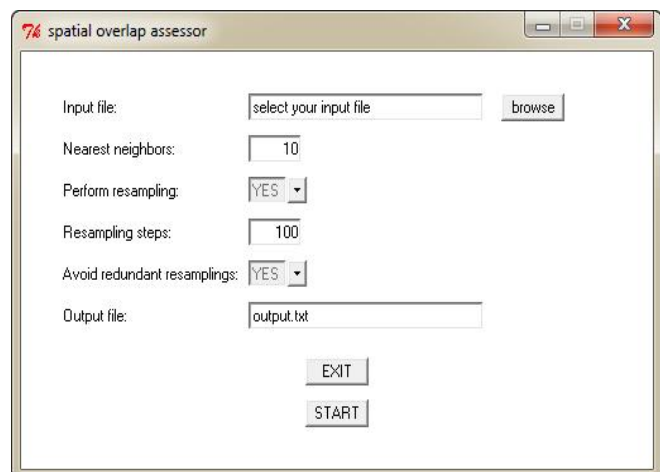 spatial overlap assessor
Input file: select your input file browse
Nearest neighbors: 10
Perform resampling: YES
Resampling steps: 100
Avoid redundant resamplings: YES
Output file: output.txt
EXIT
START